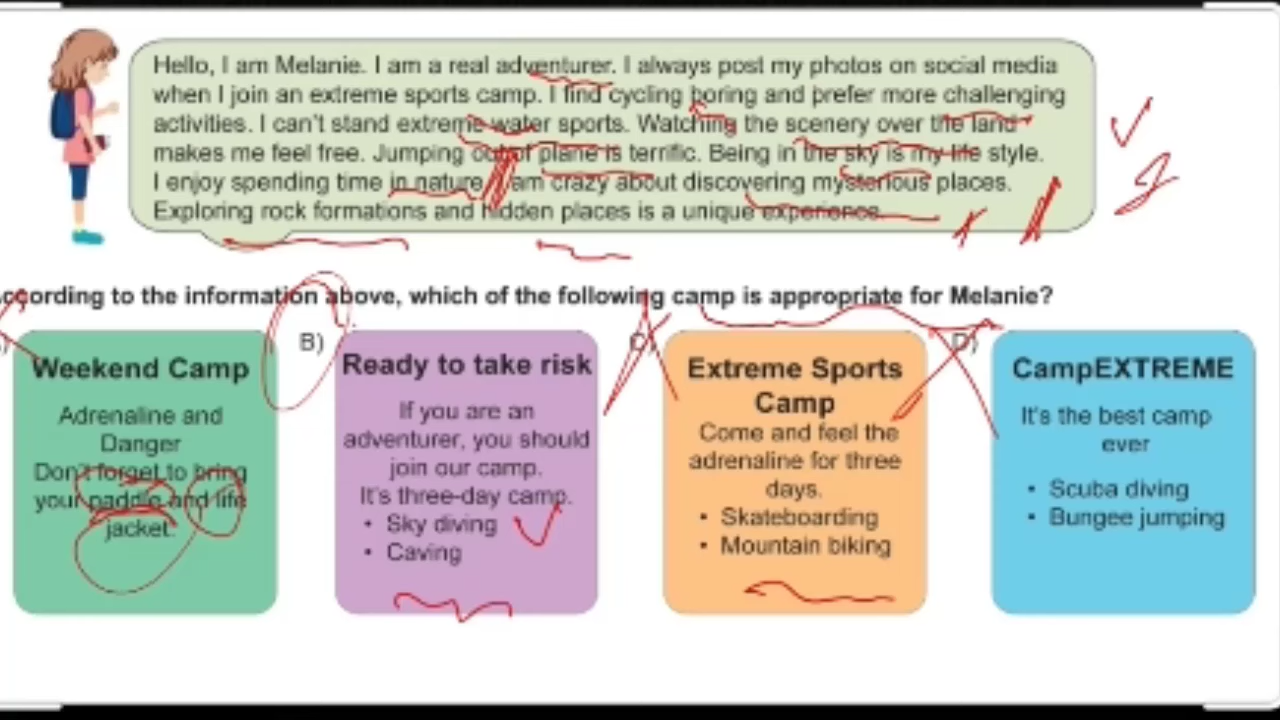 Hello, I am Melanie. I am a real adventurer. I always post my photos on social media
when I join an extreme sports camp. I find cycling boring and prefer more challenging
activities. I can't stand extreme water sports. Watching the scenery over the land
makes me feel free. Jumping out of plane is terrific. Being in the sky is my life style.
I enjoy spending time in nature. I am crazy about discovering mysterious places.
Exploring rock formations and hidden places is a unique experience.
According to the information above, which of the following camp is appropriate for Melanie?
Weekend Camp
Adrenaline and
Danger
Don't forget to bring
your paddle and life
jacket.
B)
Ready to take risk
If you are an
adventurer, you should
join our camp.
It's three-day camp.
• Sky diving
• Caving
C)
Extreme Sports
Camp
Come and feel the
adrenaline for three
days.
• Skateboarding
• Mountain biking
D)
CampEXTREME
It's the best camp
ever
• Scuba diving
• Bungee jumping